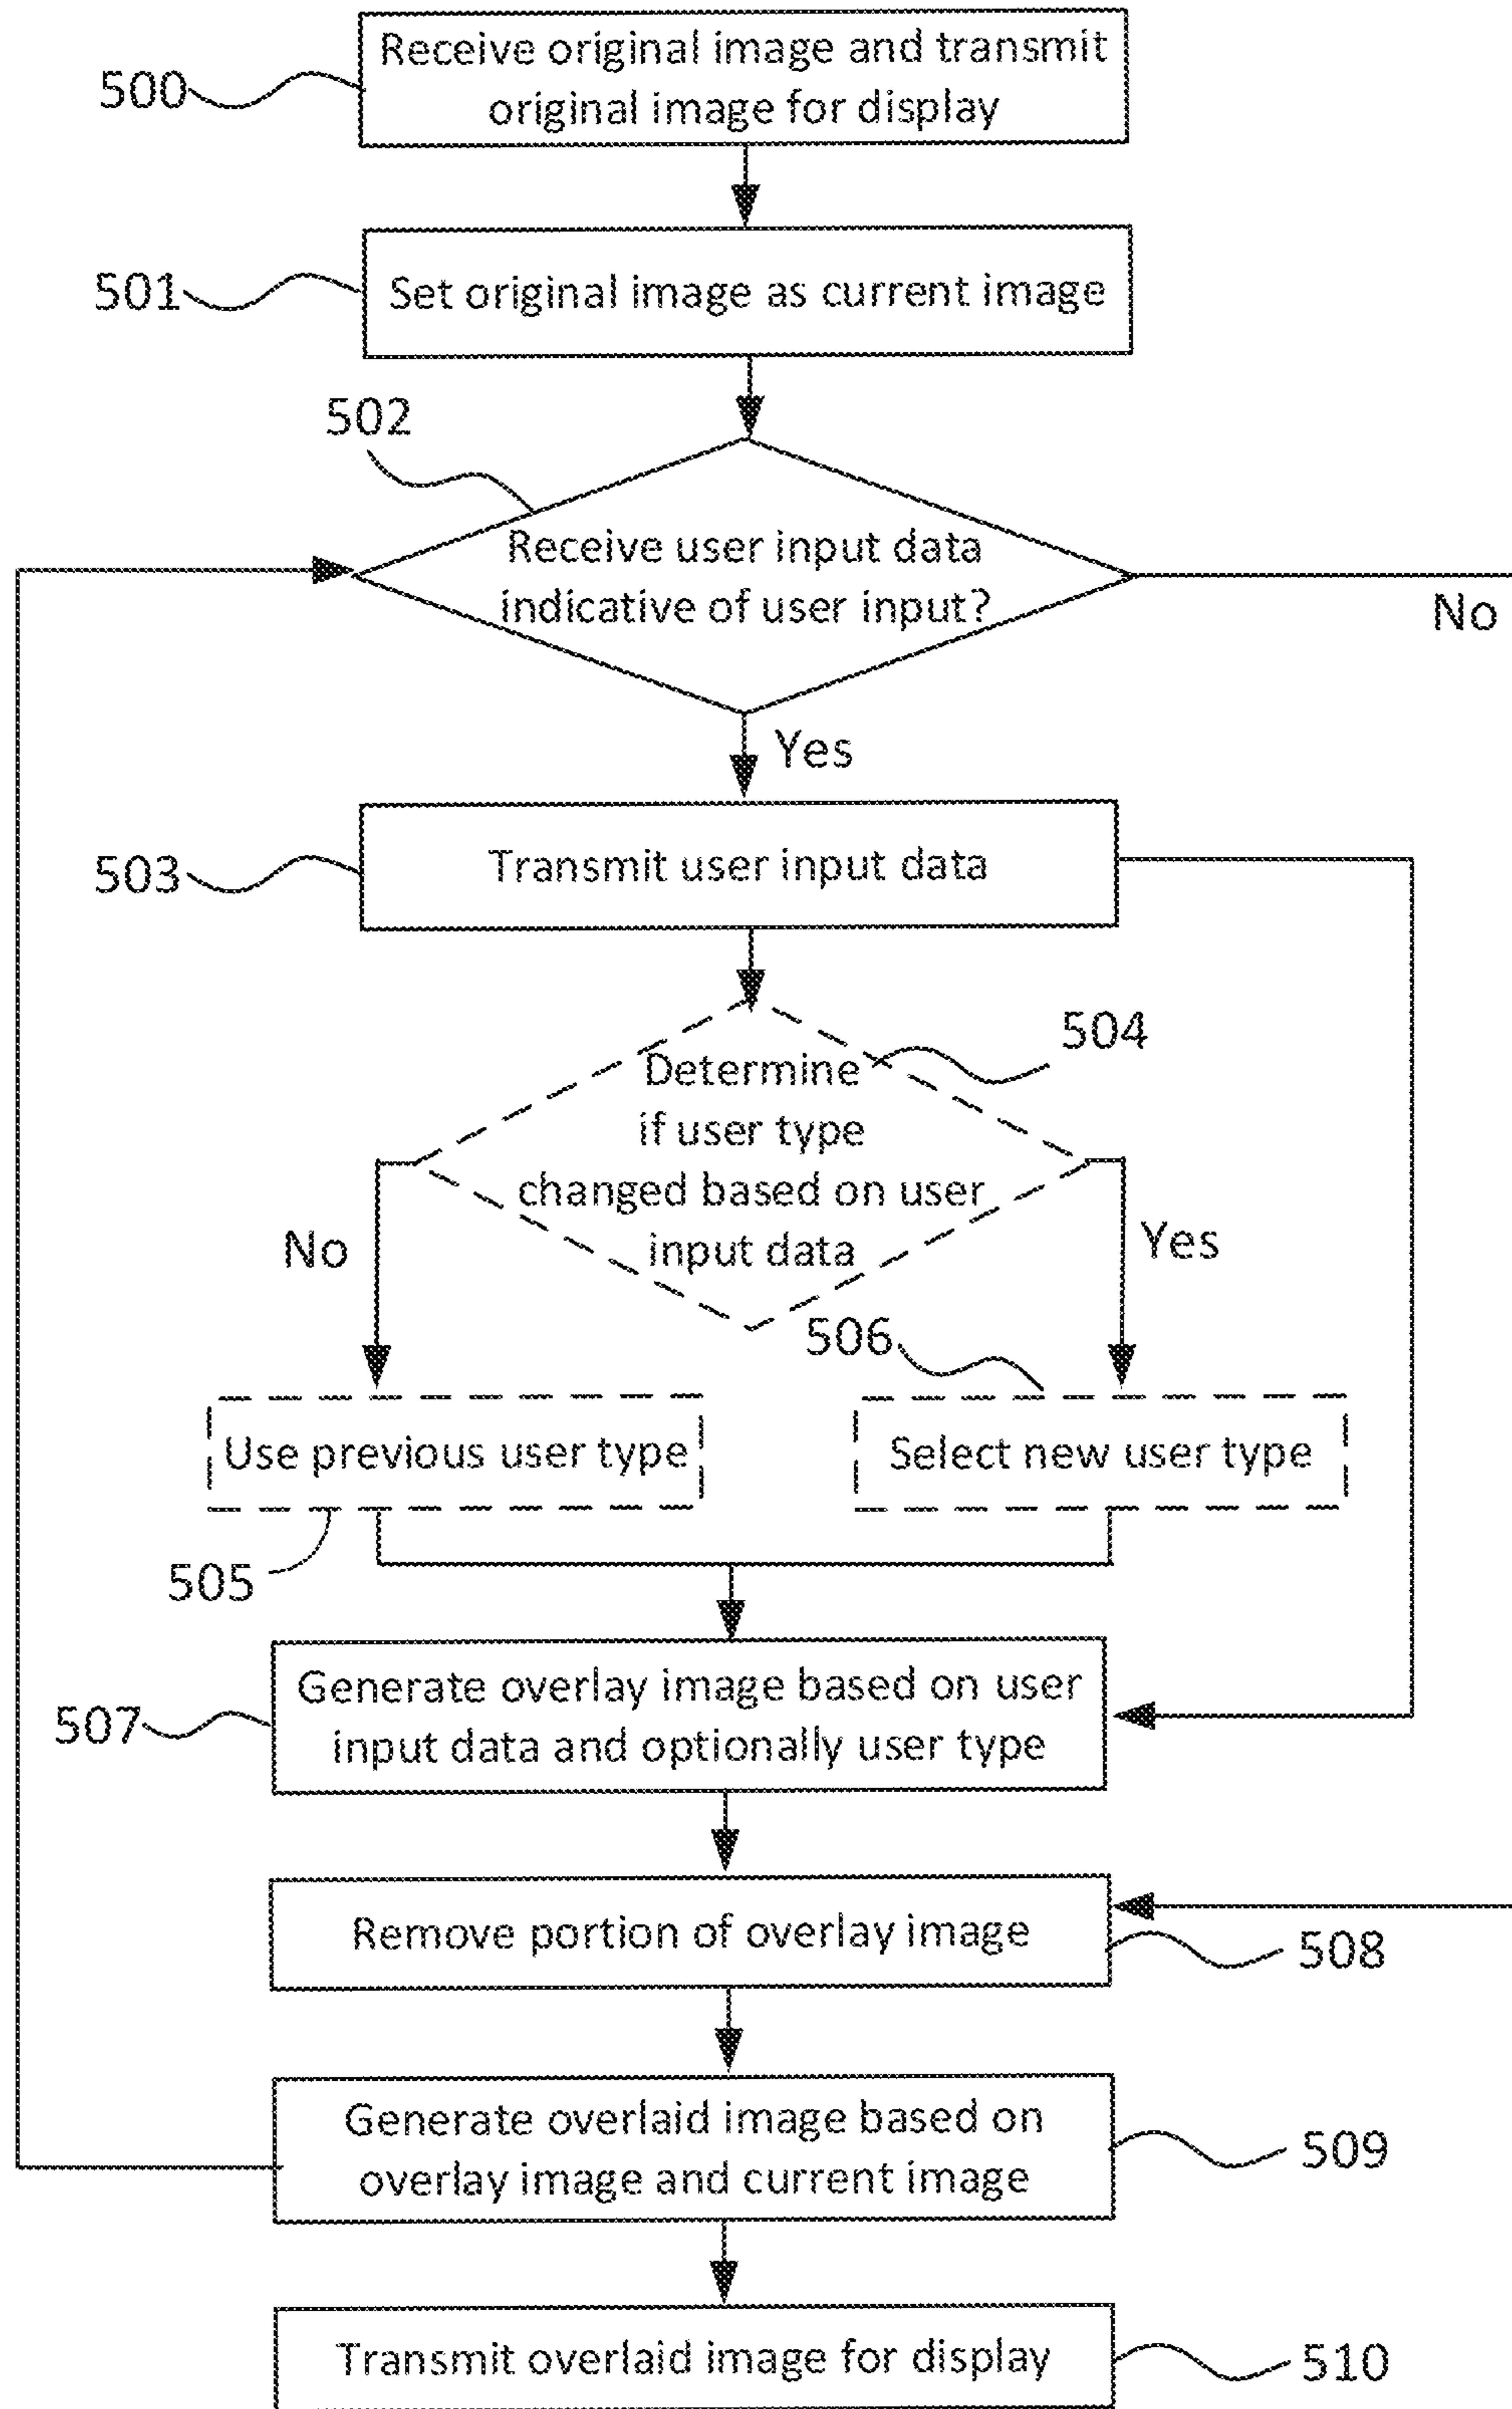 Receive original image and transmit
original image for display
500
Set original image as current image
501
502
Receive user input data
indicative of user input?
No
Yes
503
Transmit user input data
504
Determine
if user type
changed based on user
input data
No
Yes
506
Use previous user type
Select new user type
505
Generate overlay image based on user
input data and optionally user type
507
Remove portion of overlay image
508
Generate overlaid image based on
overlay image and current image
509
Transmit overlaid image for display
510